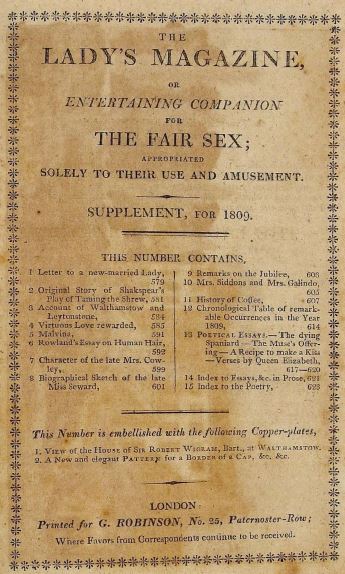 THE
LADY'S MAGAZINE,
OR
ENTERTAINING COMPANION
FOR
THE FAIR SEX;
APPROPRIATED
SOLELY TO THEIR USE AND AMUSEMENT.
SUPPLEMENT, FOR 1809.
THIS NUMBER CONTAINS,
1 Letter to a new-married Lady,
579
2 Original Story of Shakspear's
Play of Taming the Shrew, 581
3 Account of Walthamstow and
Leytonstone, 584
4 Virtuous Love rewarded, 585
5 Malvina, 591
6 Rowland's Essay on Human Hair,
592
7 Character of the late Mrs. Cow-
ley, 599
8 Biographical Sketch of the late
Miss Seward, 601
9 Remarks on the Jubilee, 603
10 Mrs. Siddons and Mrs. Galindo,
605
11 History of Coffee, 607
12 Chronological Table of remark-
able Occurrences in the Year
1809, 614
13 POETICAL ESSAYS—The dying
Spaniard—The Muse's Offer-
ing—A Recipe to make a Kiss
—Verses by Queen Elizabeth,
617—620
14 Index to Essays, &c. in Prose, 621
15 Index to the Poetry, 623
This Number is embellished with the following Copper-plates,
1. VIEW of the HOUSE of SIR ROBERT WIGRAM, Bart., at WALTHAMSTOW.
2. A New and elegant PATTERN for a BORDER of a CAP, &c. &c.
LONDON:
Printed for G. ROBINSON, No. 25, Paternoster-Row;
Where Favors from Correspondents continue to be received.